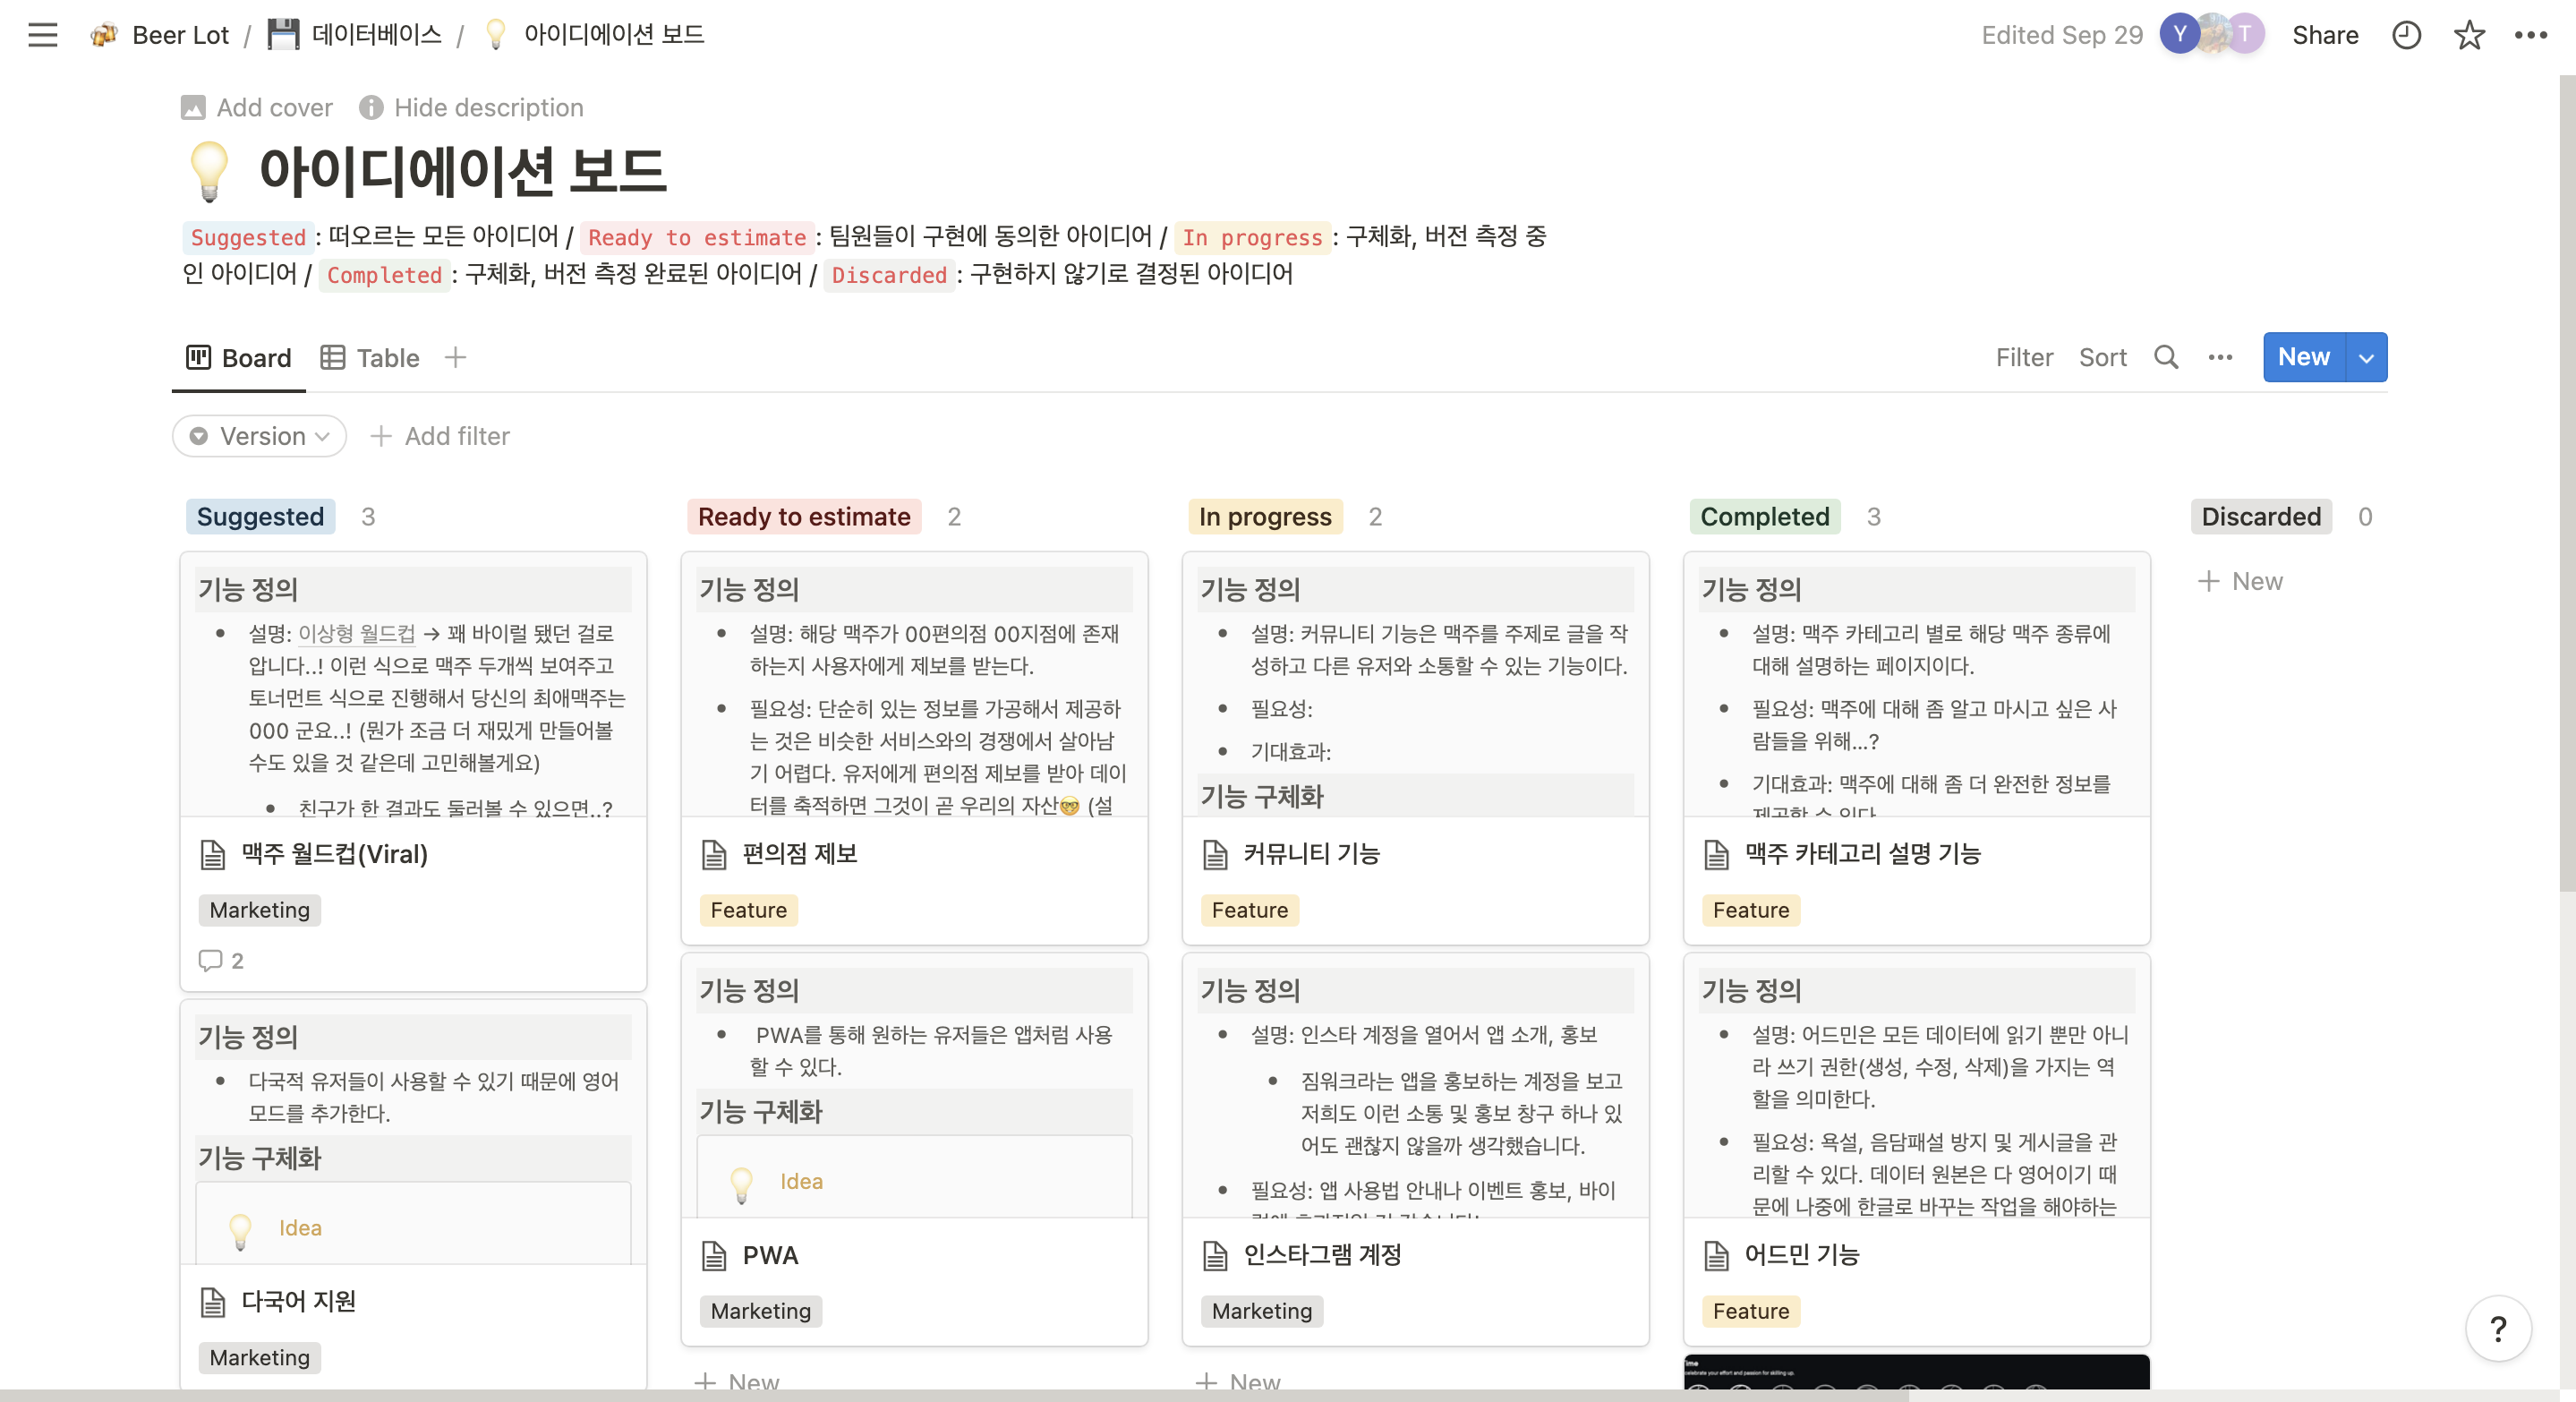 Beer Lot / 데이터베이스 / 아이디에이션 보드
Edited Sep 29
Y
T
Share
Add cover
Hide description
아이디에이션 보드
Suggested : 떠오르는 모든 아이디어 / Ready to estimate : 팀원들이 구현에 동의한 아이디어 / In progress : 구체화, 버전 측정 중
인 아이디어 / Completed : 구체화, 버전 측정 완료된 아이디어 / Discarded : 구현하지 않기로 결정된 아이디어
Board
Table
Filter
Sort
New
Version
Add filter
Suggested 3
기능 정의
설명: 이상형 월드컵 → 꽤 바이럴 됐던 걸로
압니다..! 이런 식으로 맥주 두개씩 보여주고
토너먼트 식으로 진행해서 당신의 최애맥주는
OOO 군요..! (뭔가 조금 더 재밌게 만들어볼
수도 있을 것 같은데 고민해볼게요)
친구가 한 결과도 둘러볼 수 있으면..?
맥주 월드컵(Viral)
Marketing
2
기능 정의
다국적 유저들이 사용할 수 있기 때문에 영어
모드를 추가한다.
기능 구체화
Idea
다국어 지원
Marketing
Ready to estimate 2
기능 정의
설명: 해당 맥주가 OO편의점 OO지점에 존재
하는지 사용자에게 제보를 받는다.
필요성: 단순히 있는 정보를 가공해서 제공하
는 것은 비슷한 서비스와의 경쟁에서 살아남
기 어렵다. 유저에게 편의점 제보를 받아 데이
터를 축적하면 그것이 곧 우리의 자산🤓 (설
편의점 제보
Feature
기능 정의
PWA를 통해 원하는 유저들은 앱처럼 사용
할 수 있다.
기능 구체화
Idea
PWA
Marketing
New
In progress 2
기능 정의
설명: 커뮤니티 기능은 맥주를 주제로 글을 작
성하고 다른 유저와 소통할 수 있는 기능이다.
필요성:
기대효과:
기능 구체화
커뮤니티 기능
Feature
기능 정의
설명: 인스타 계정을 열어서 앱 소개, 홍보
짐워크라는 앱을 홍보하는 계정을 보고
저희도 이런 소통 및 홍보 창구 하나 있
어도 괜찮지 않을까 생각했습니다.
필요성: 앱 사용법 안내나 이벤트 홍보, 바이
인스타그램 계정
Marketing
New
Completed 3
기능 정의
설명: 맥주 카테고리 별로 해당 맥주 종류에
대해 설명하는 페이지이다.
필요성: 맥주에 대해 좀 알고 마시고 싶은 사
람들을 위해...?
기대효과: 맥주에 대해 좀 더 완전한 정보를
제공할 수 있다
맥주 카테고리 설명 기능
Feature
기능 정의
설명: 어드민은 모든 데이터에 읽기 뿐만 아니
라 쓰기 권한(생성, 수정, 삭제)을 가지는 역
할을 의미한다.
필요성: 욕설, 음담패설 방지 및 게시글을 관
리할 수 있다. 데이터 원본은 다 영어이기 때
문에 나중에 한글로 바꾸는 작업을 해야하는
어드민 기능
Feature
celebrate your effort and passion for skilling up.
Discarded 0
New
?